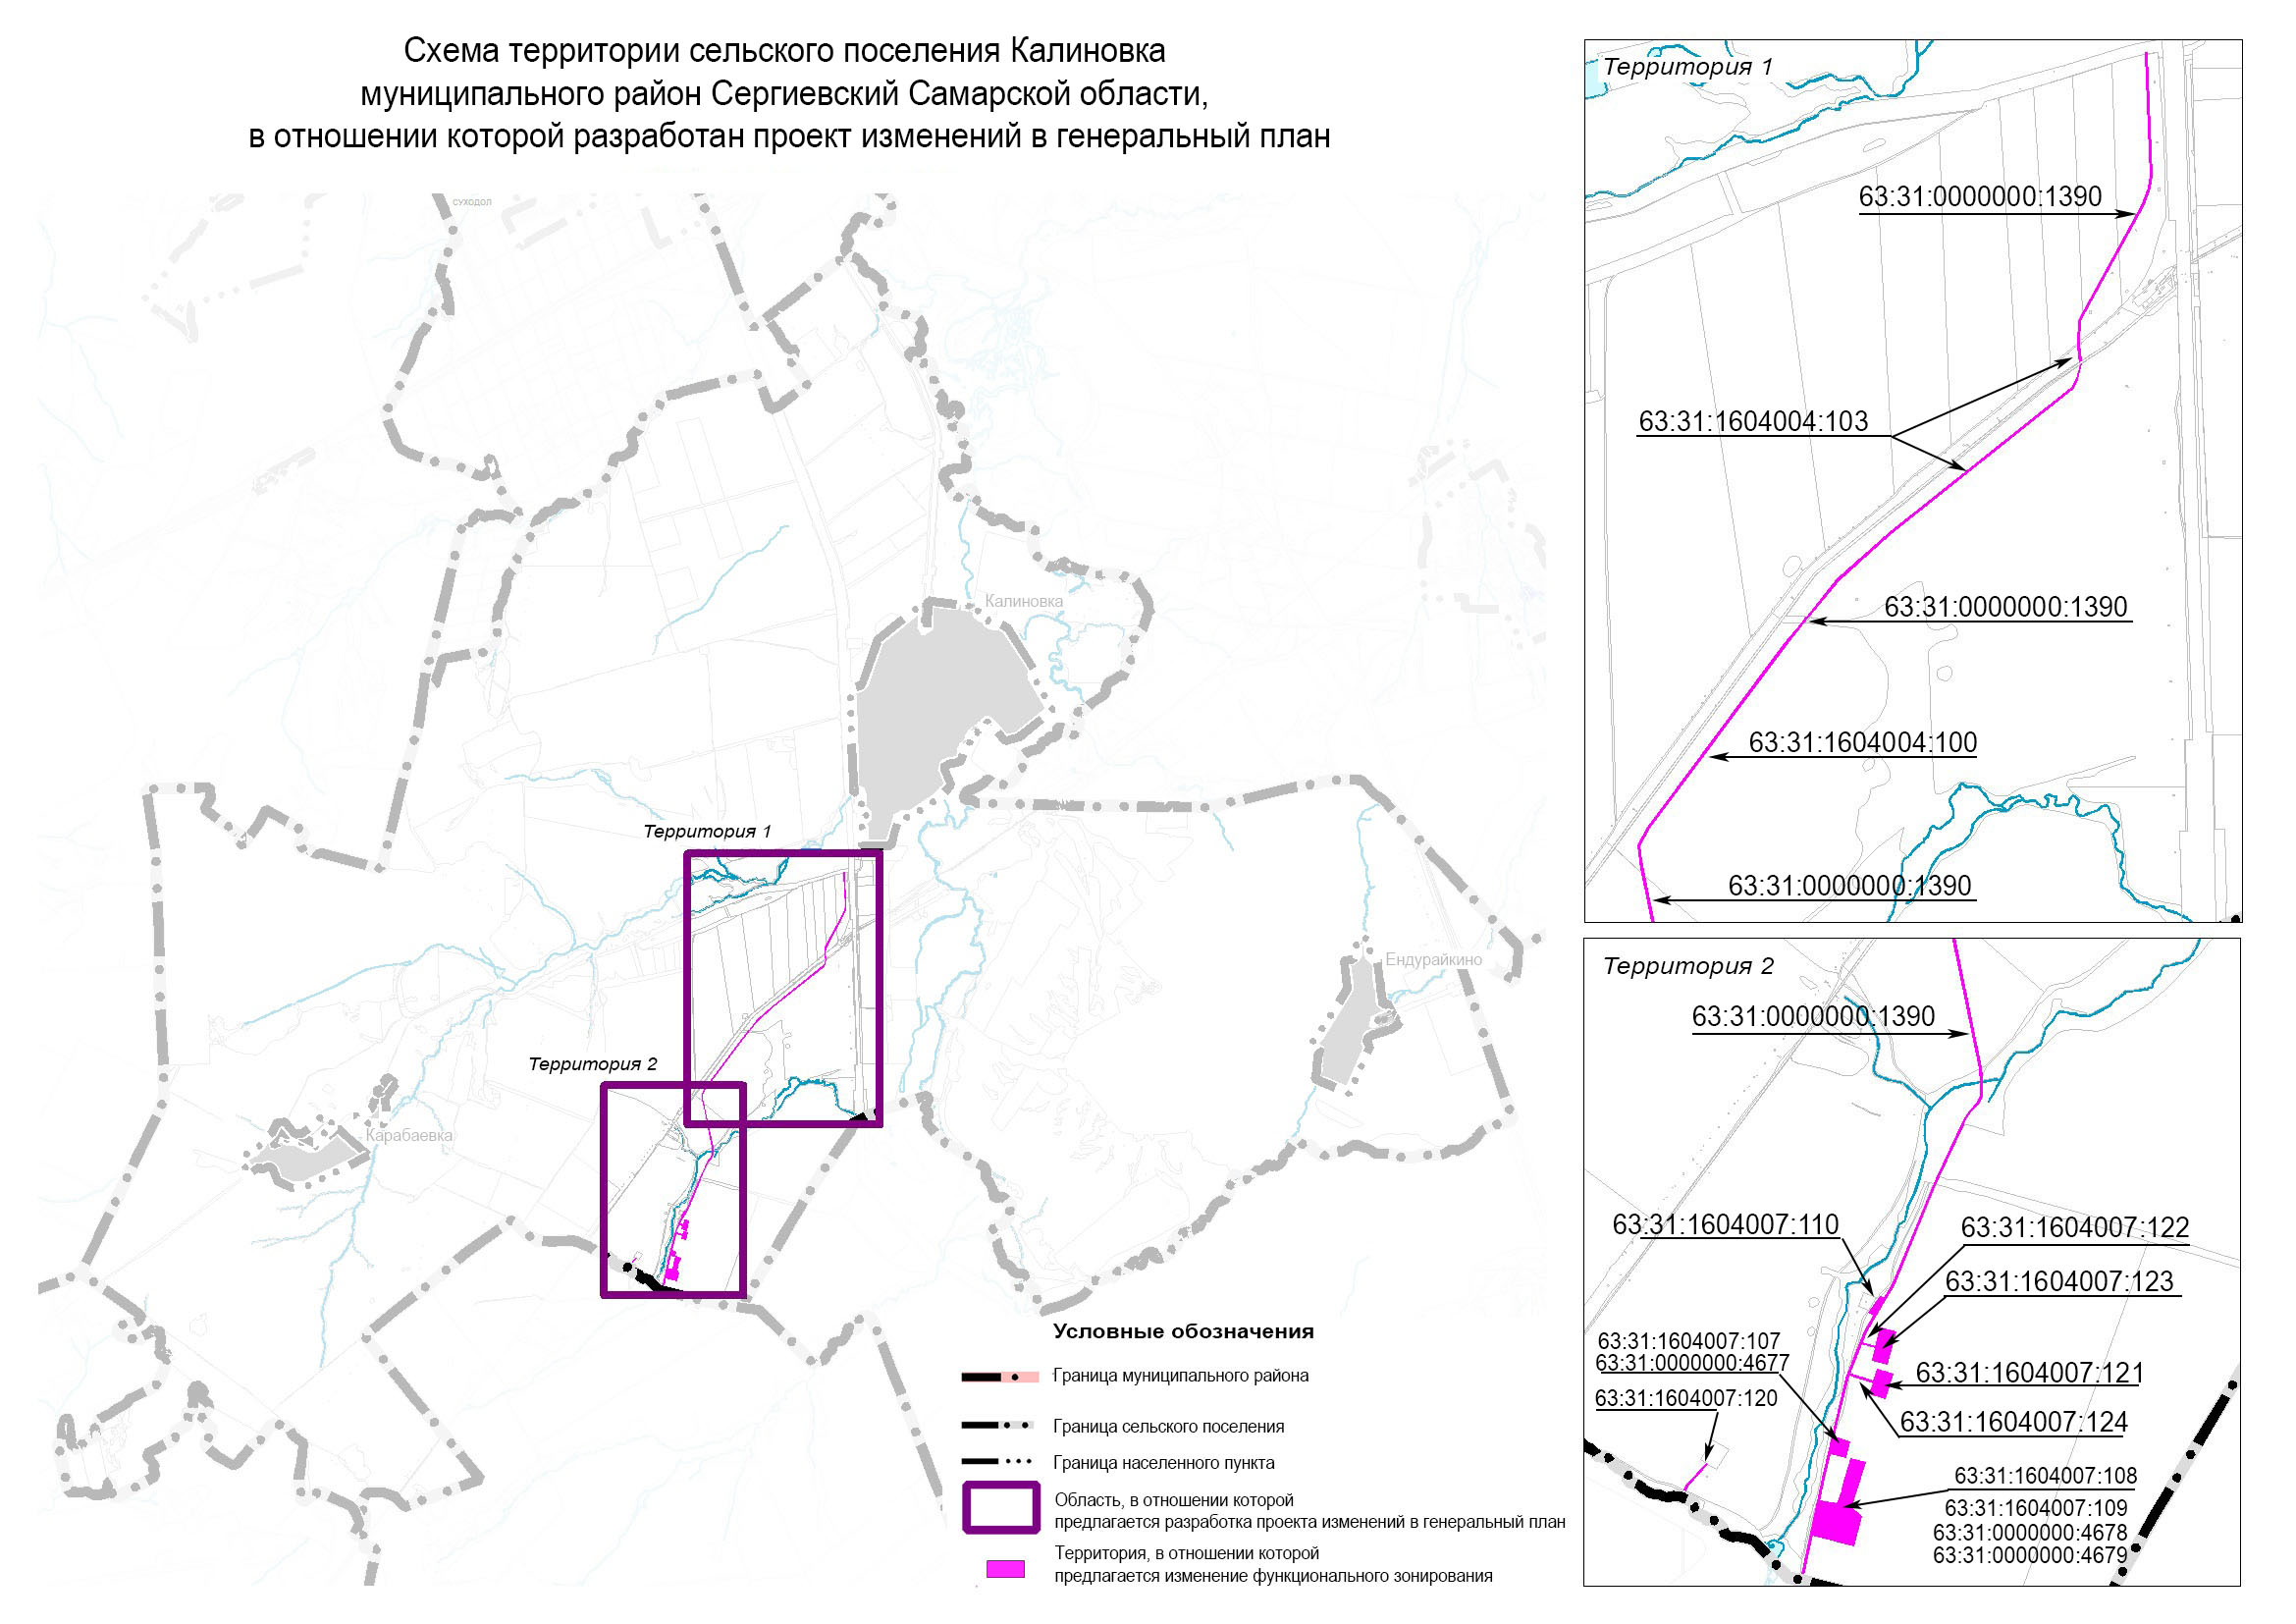 Схема территории сельского поселения Калиновка
муниципального район Сергиевский Самарской области,
в отношении которой разработан проект изменений в генеральный план
СУХОДОЛ
Калиновка
Территория 1
Ендурайкино
Территория 2
Карабаевка
Условные обозначения
Граница муниципального района
Граница сельского поселения
Граница населенного пункта
Область, в отношении которой
предлагается разработка проекта изменений в генеральный план
Территория, в отношении которой
предлагается изменение функционального зонирования
Территория 1
63:31:0000000:1390
63:31:1604004:103
63:31:0000000:1390
63:31:1604004:100
63:31:0000000:1390
Территория 2
63:31:0000000:1390
63:31:1604007:110
63:31:1604007:122
63:31:1604007:123
63:31:1604007:107
63:31:0000000:4677
63:31:1604007:120
63:31:1604007:121
63:31:1604007:124
63:31:1604007:108
63:31:1604007:109
63:31:0000000:4678
63:31:0000000:4679